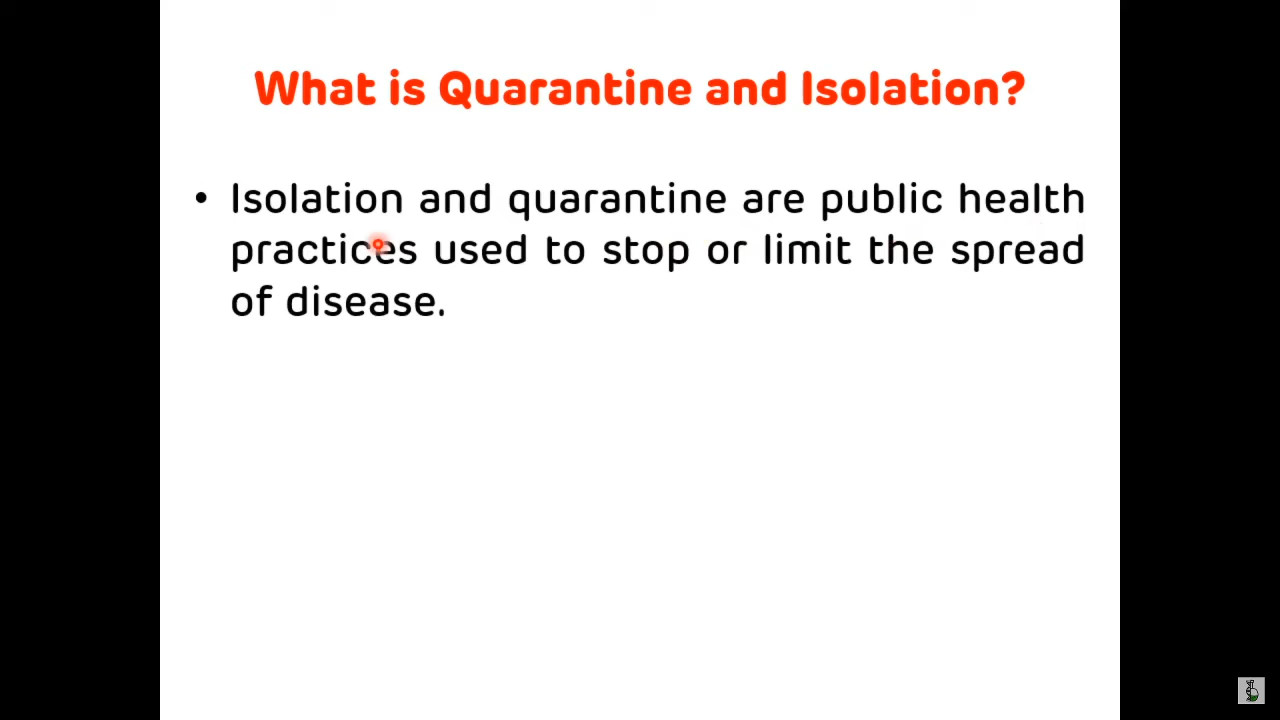 What is Quarantine and Isolation?
• Isolation and quarantine are public health
practices used to stop or limit the spread
of disease.